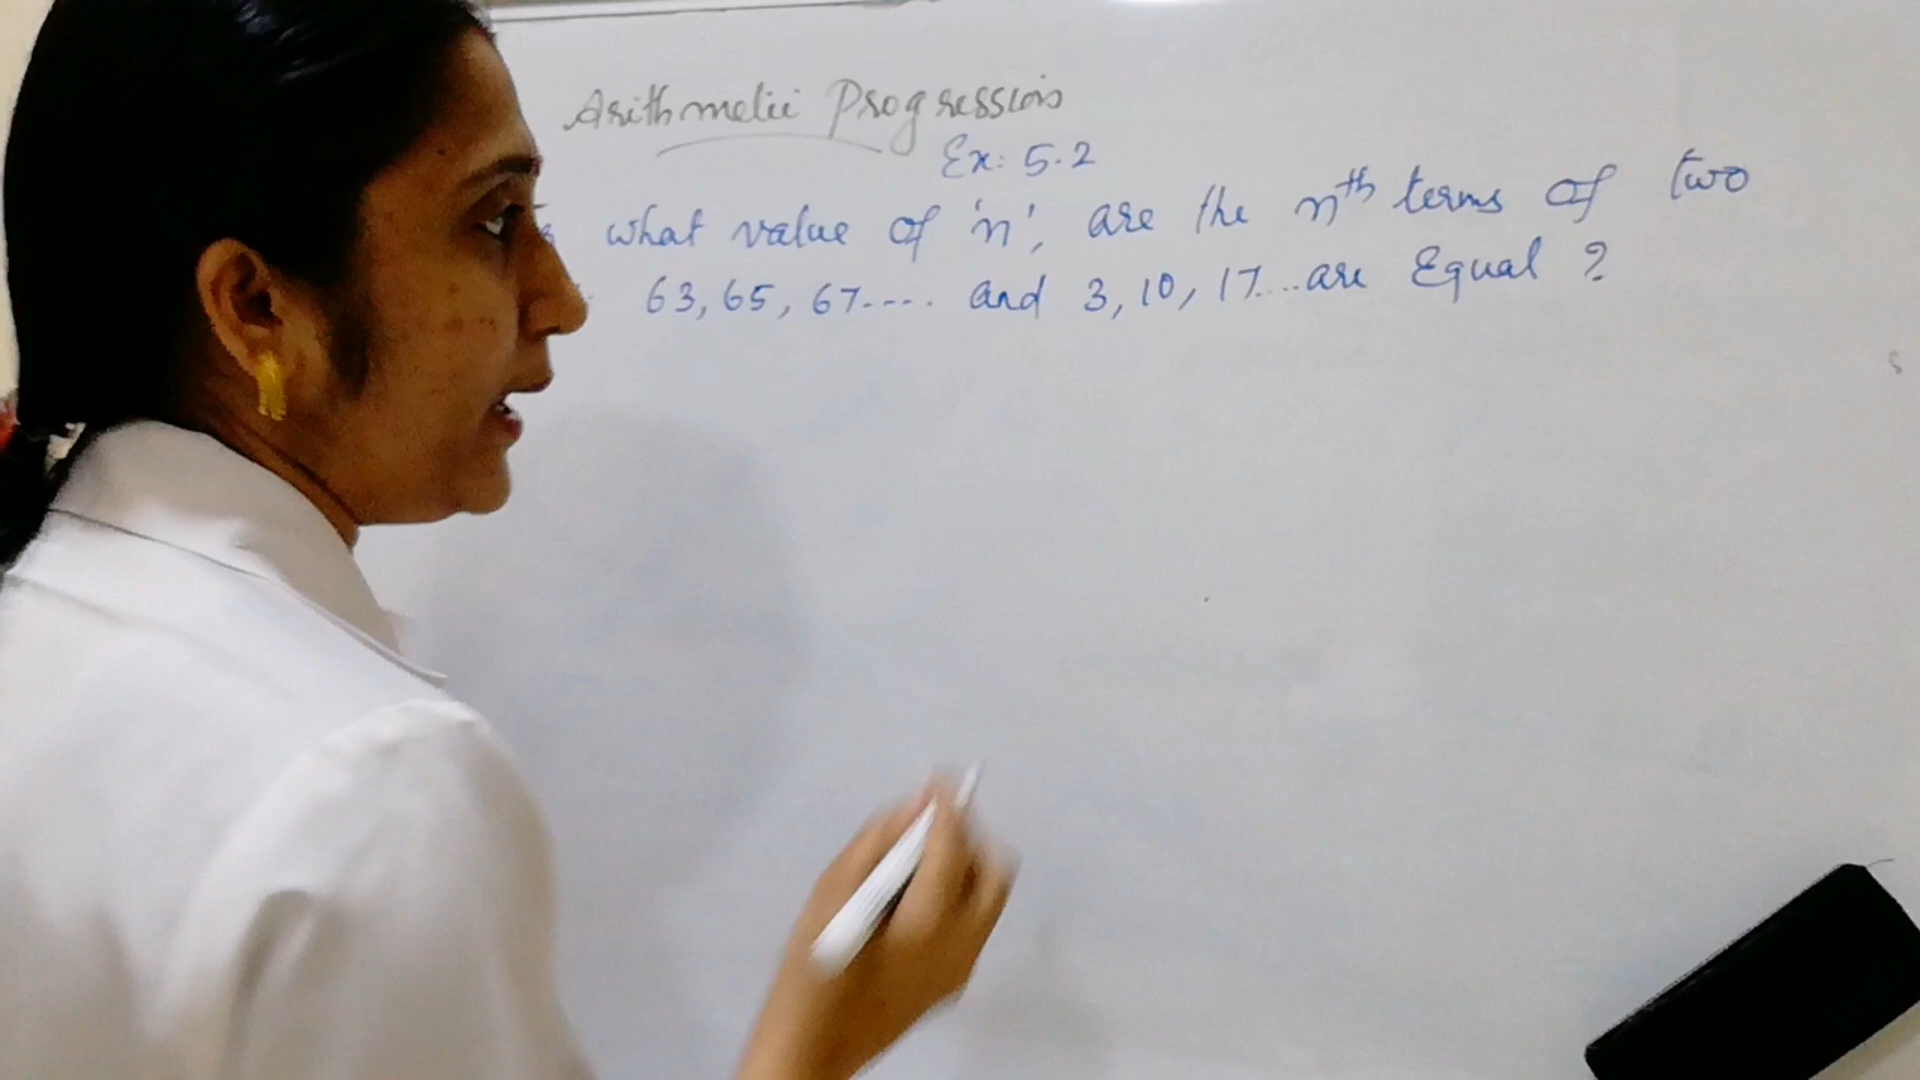 Arithmetic Progressions
Ex: 5.2
what value of 'n', are the nth terms of two
63, 65, 67.... and 3, 10, 17...are Equal ?